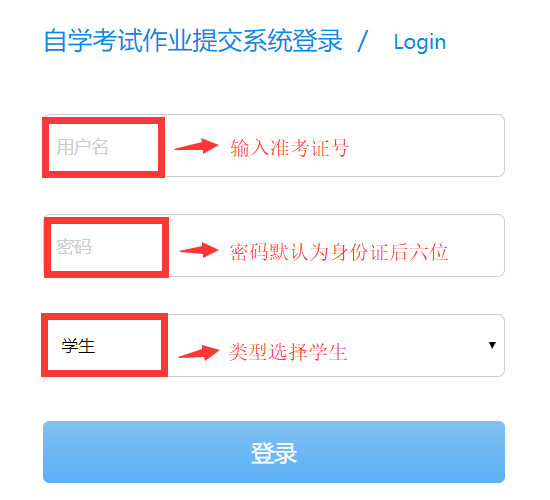 自学考试作业提交系统登录 / Login
用户名 输入准考证号
密码 密码默认为身份证后六位
学生 类型选择学生
登录